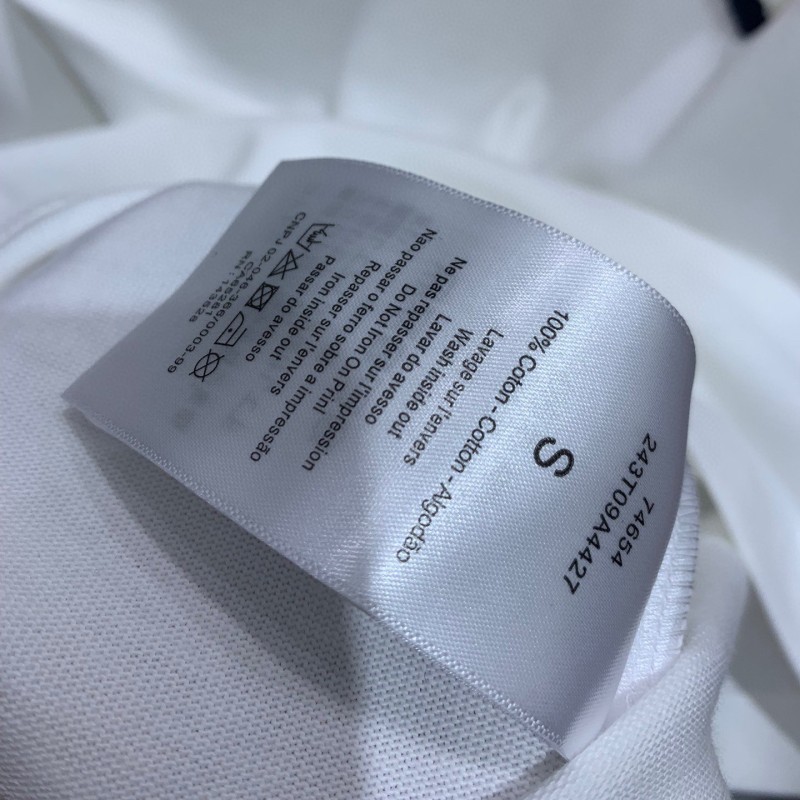 74654
243T09A4427
S
100% Coton - Cotton - Algodão
Lavage sur l'envers
Wash inside out
Lavar do avesso
Ne pas repasser sur l'impression
Do Not Iron On Print
Nao passar o ferro sobre a impressão
Repasser sur l'envers
Iron inside out
Passar do avesso